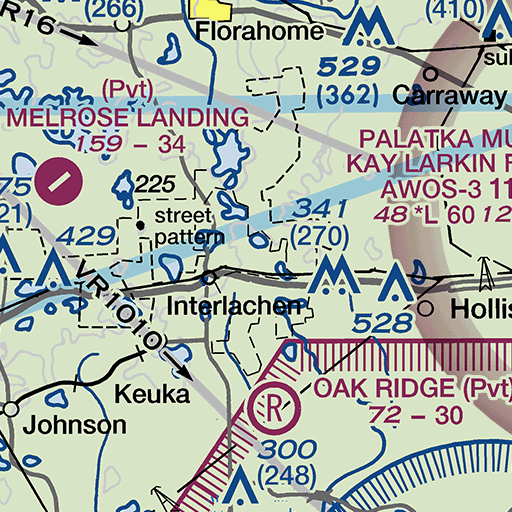 R16
(266)
Florahome
(410)
529
(362)
Carraway
(Pvt)
MELROSE LANDING
159 - 34
PALATKA MU
KAY LARKIN F
AWOS-3 11
48 *L 60 12
75
21)
225
street
pattern
341
(270)
429
VR1010
Interlachen
528
Hollis
Keuka
Johnson
OAK RIDGE (Pvt)
72 - 30
R
300
(248)